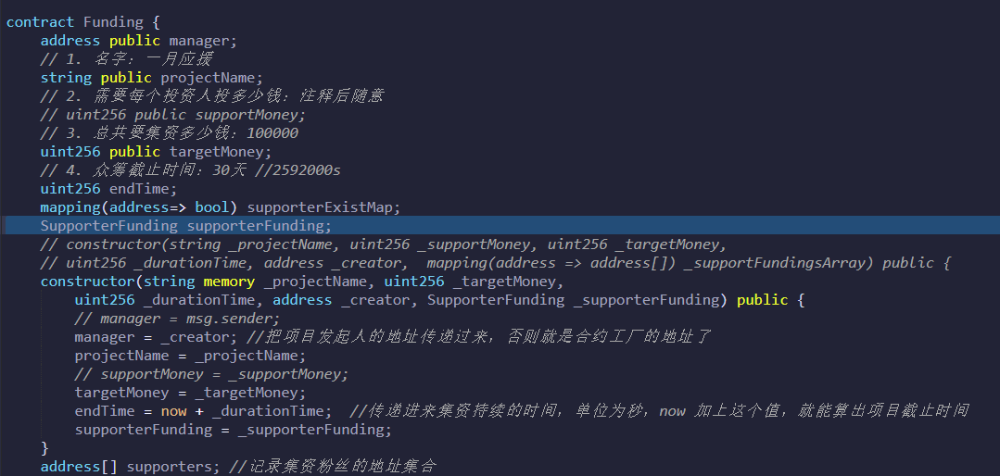 contract Funding {
address public manager;
// 1. 名字：一月应援
string public projectName;
// 2. 需要每个投资人投多少钱：注释后随意
// uint256 public supportMoney;
// 3. 总共要集资多少钱：100000
uint256 public targetMoney;
// 4. 众筹截止时间：30天 //2592000s
uint256 endTime;
mapping(address=> bool) supporterExistMap;
SupporterFunding supporterFunding;
// constructor(string _projectName, uint256 _supportMoney, uint256 _targetMoney,
// uint256 _durationTime, address _creator,  mapping(address => address[]) _supportFundingsArray) public {
constructor(string memory _projectName, uint256 _targetMoney,
uint256 _durationTime, address _creator, SupporterFunding _supporterFunding) public {
// manager = msg.sender;
manager = _creator; //把项目发起人的地址传递过来，否则就是合约工厂的地址了
projectName = _projectName;
// supportMoney = _supportMoney;
targetMoney = _targetMoney;
endTime = now + _durationTime;  //传递进来集资持续的时间，单位为秒，now 加上这个值，就能算出项目截止时间
supporterFunding = _supporterFunding;
}
address[] supporters; //记录集资粉丝的地址集合